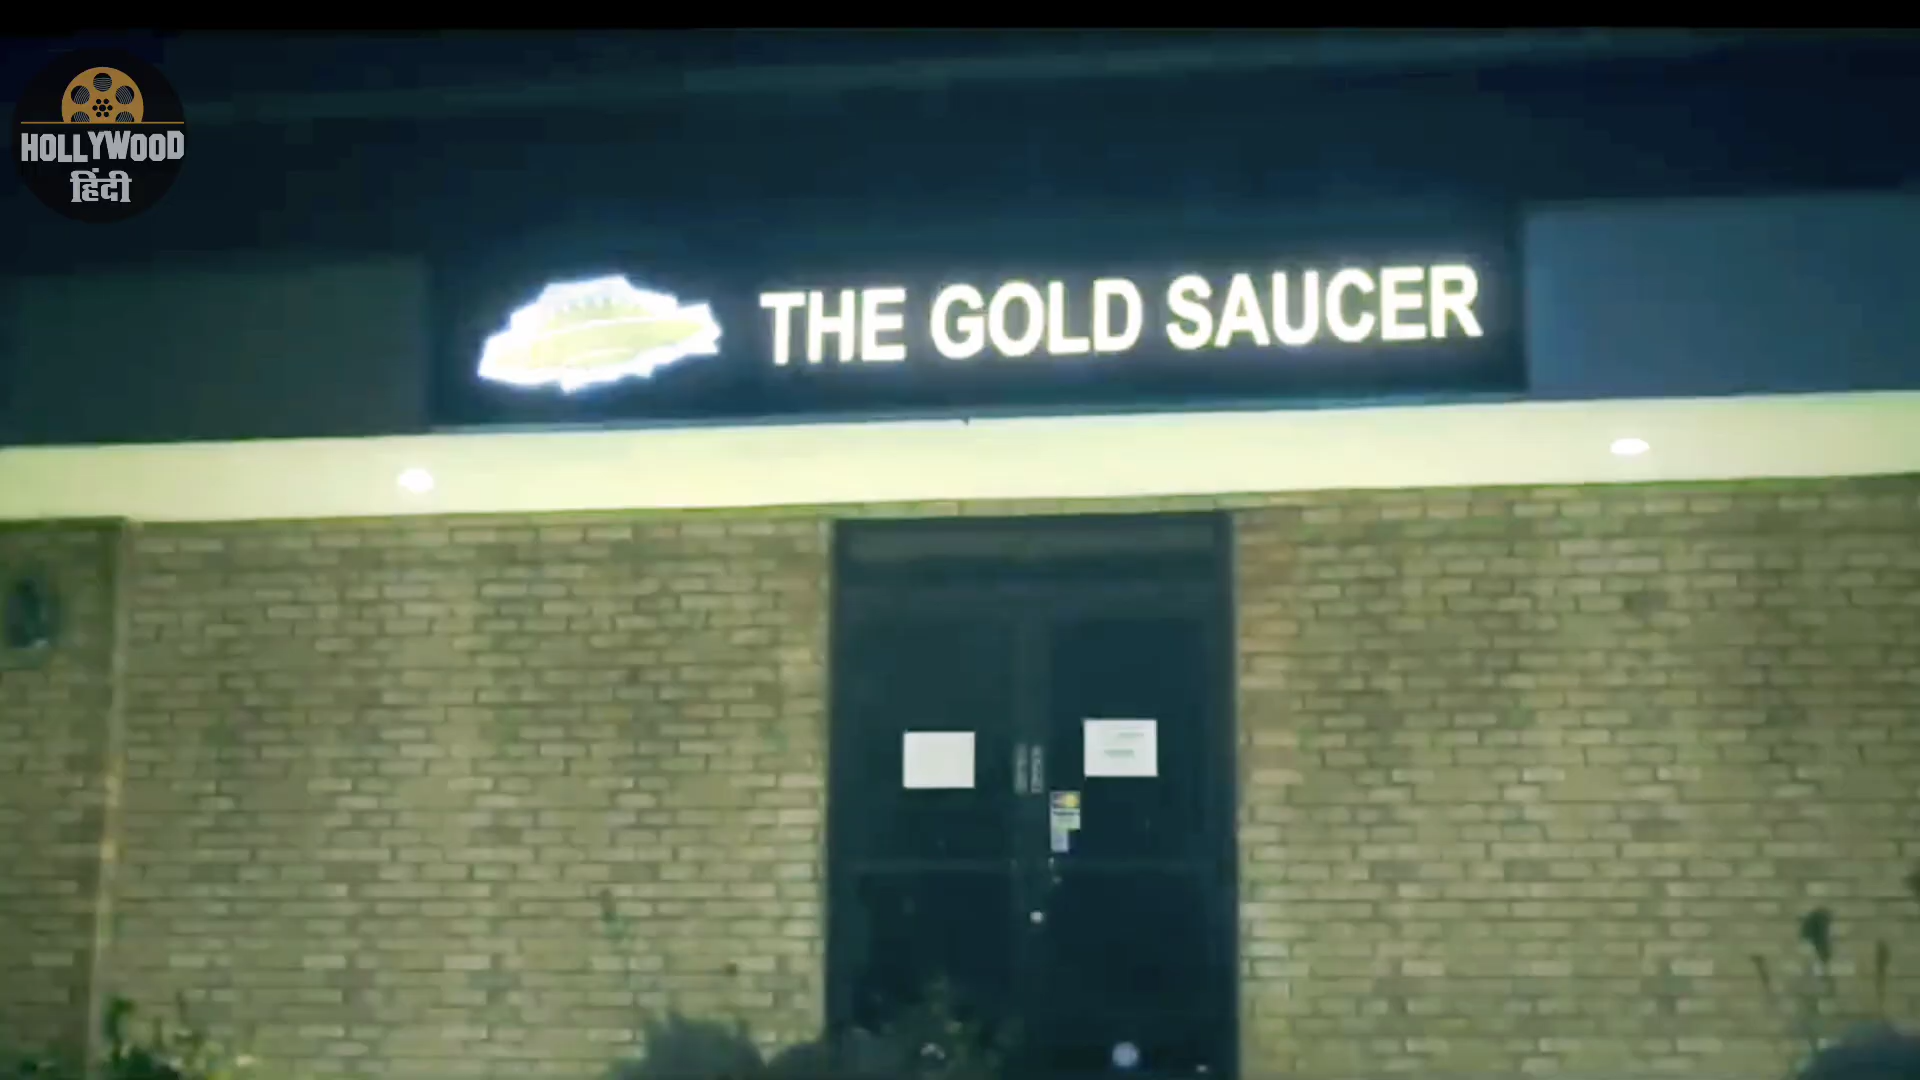 HOLLYWOOD
हिंदी
THE GOLD SAUCER